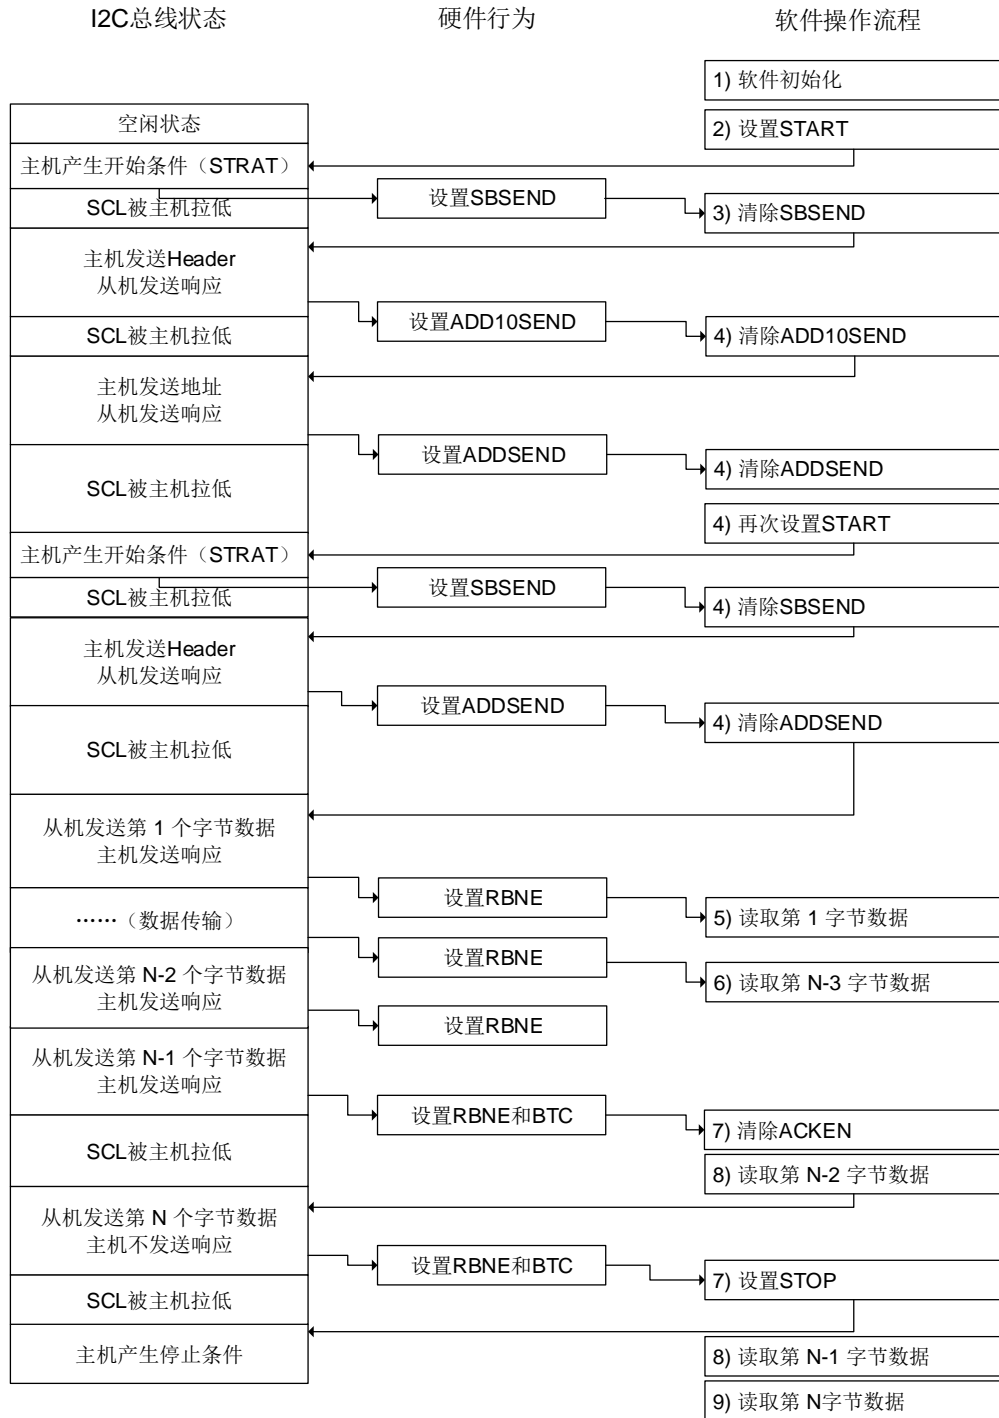 I2C总线状态 硬件行为 软件操作流程
1) 软件初始化
空闲状态
2) 设置START
主机产生开始条件（STRAT）
设置SBSEND
SCL被主机拉低
3) 清除SBSEND
主机发送Header
从机发送响应
设置ADD10SEND
SCL被主机拉低
4) 清除ADD10SEND
主机发送地址
从机发送响应
设置ADDSEND
4) 清除ADDSEND
SCL被主机拉低
4) 再次设置START
主机产生开始条件（STRAT）
设置SBSEND
SCL被主机拉低
4) 清除SBSEND
主机发送Header
从机发送响应
设置ADDSEND
4) 清除ADDSEND
SCL被主机拉低
从机发送第 1 个字节数据
主机发送响应
设置RBNE
……（数据传输）
5) 读取第 1 字节数据
设置RBNE
从机发送第 N-2 个字节数据
主机发送响应
6) 读取第 N-3 字节数据
设置RBNE
从机发送第 N-1 个字节数据
主机发送响应
设置RBNE和BTC
7) 清除ACKEN
SCL被主机拉低
8) 读取第 N-2 字节数据
从机发送第 N 个字节数据
主机不发送响应
设置RBNE和BTC
7) 设置STOP
SCL被主机拉低
主机产生停止条件
8) 读取第 N-1 字节数据
9) 读取第 N字节数据